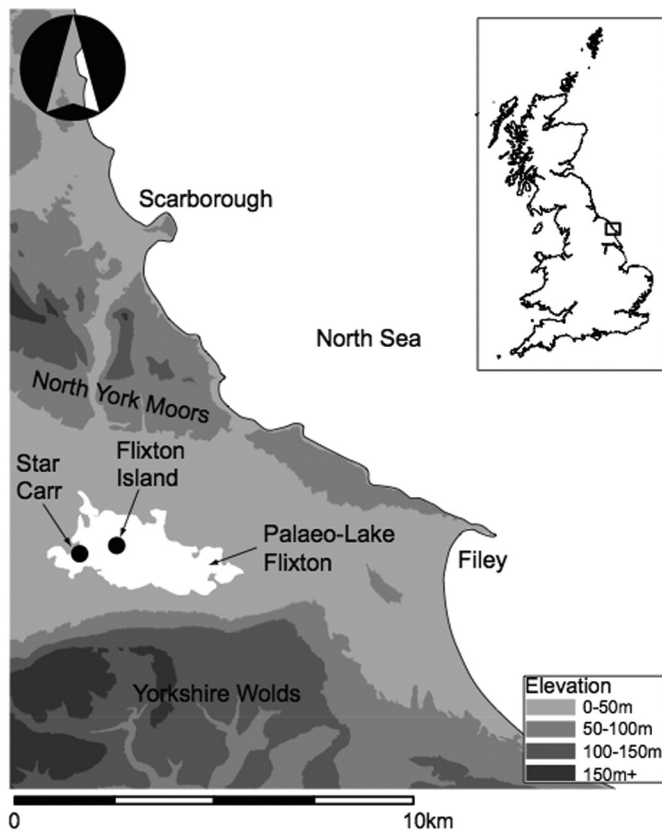 Scarborough
North Sea
North York Moors
Star
Carr
Flixton
Island
Palaeo-Lake
Flixton
Filey
Yorkshire Wolds
Elevation
0-50m
50-100m
100-150m
150m+
0
10km